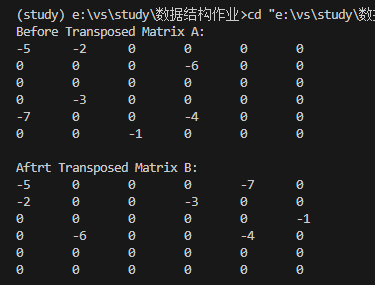 (study) e:\vs\study\数据结构作业>cd "e:\vs\study\数据
Before Transposed Matrix A:
-5 -2 0 0 0 0
0 0 0 -6 0 0
0 0 0 0 0 0
0 -3 0 0 0 0
-7 0 0 -4 0 0
0 0 -1 0 0 0
Aftrt Transposed Matrix B:
-5 0 0 0 -7 0
-2 0 0 -3 0 0
0 0 0 0 0 -1
0 -6 0 0 -4 0
0 0 0 0 0 0
0 0 0 0 0 0